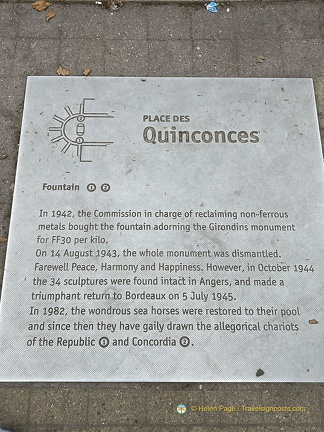 PLACE DES
Quinconces
Fountain 1 2
In 1942, the Commission in charge of reclaiming non-ferrous
metals bought the fountain adorning the Girondins monument
for FF30 per kilo.
On 14 August 1943, the whole monument was dismantled.
Farewell Peace, Harmony and Happiness. However, in October 1944
the 34 sculptures were found intact in Angers, and made a
triumphant return to Bordeaux on 5 July 1945.
In 1982, the wondrous sea horses were restored to their pool
and since then they have gaily drawn the allegorical chariots
of the Republic 1 and Concordia 2.
© Helen Page / Travelsignposts.com